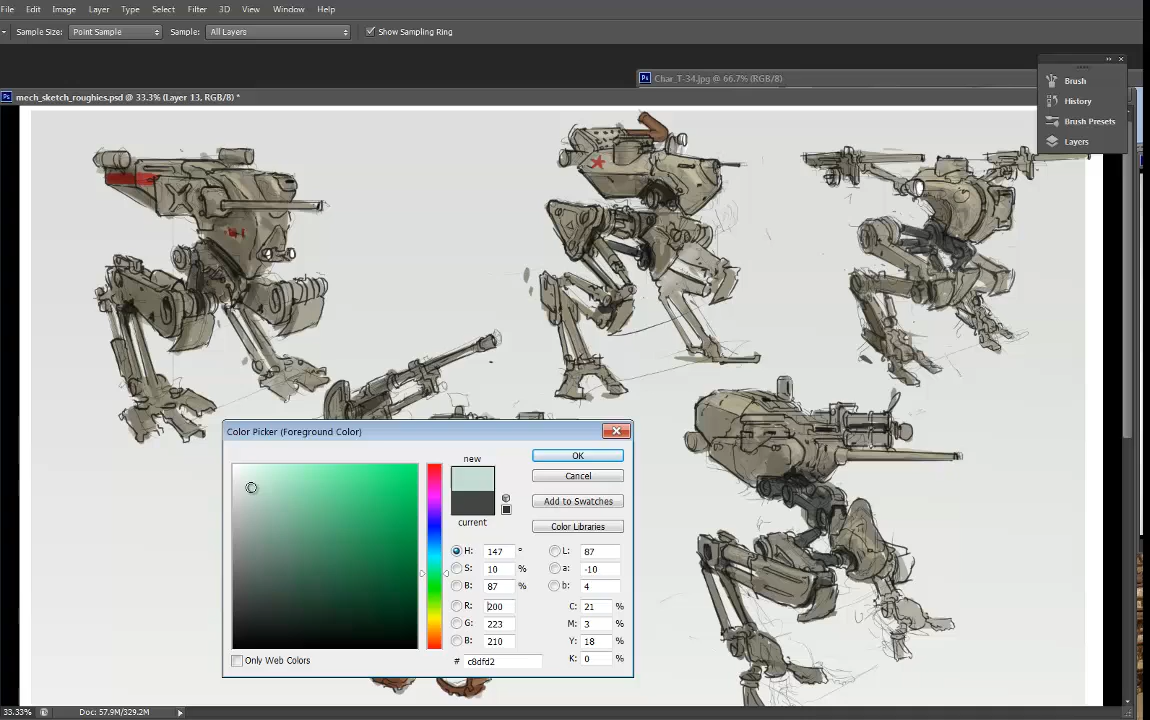 File Edit Image Layer Type Select Filter 3D View Window Help
Sample Size: Point Sample Sample: All Layers Show Sampling Ring
Char_T-34.jpg @ 66.7% (RGB/8)
mech_sketch_roughies.psd @ 33.3% (Layer 13, RGB/8) *
Brush
History
Brush Presets
Layers
Color Picker (Foreground Color)
new
current
OK
Cancel
Add to Swatches
Color Libraries
H: 147 ° L: 87
S: 10 % a: -10
B: 87 % b: 4
R: 200 C: 21 %
G: 223 M: 3 %
B: 210 Y: 18 %
# c8dfd2 K: 0 %
Only Web Colors
33.33% Doc: 57.9M/329.2M